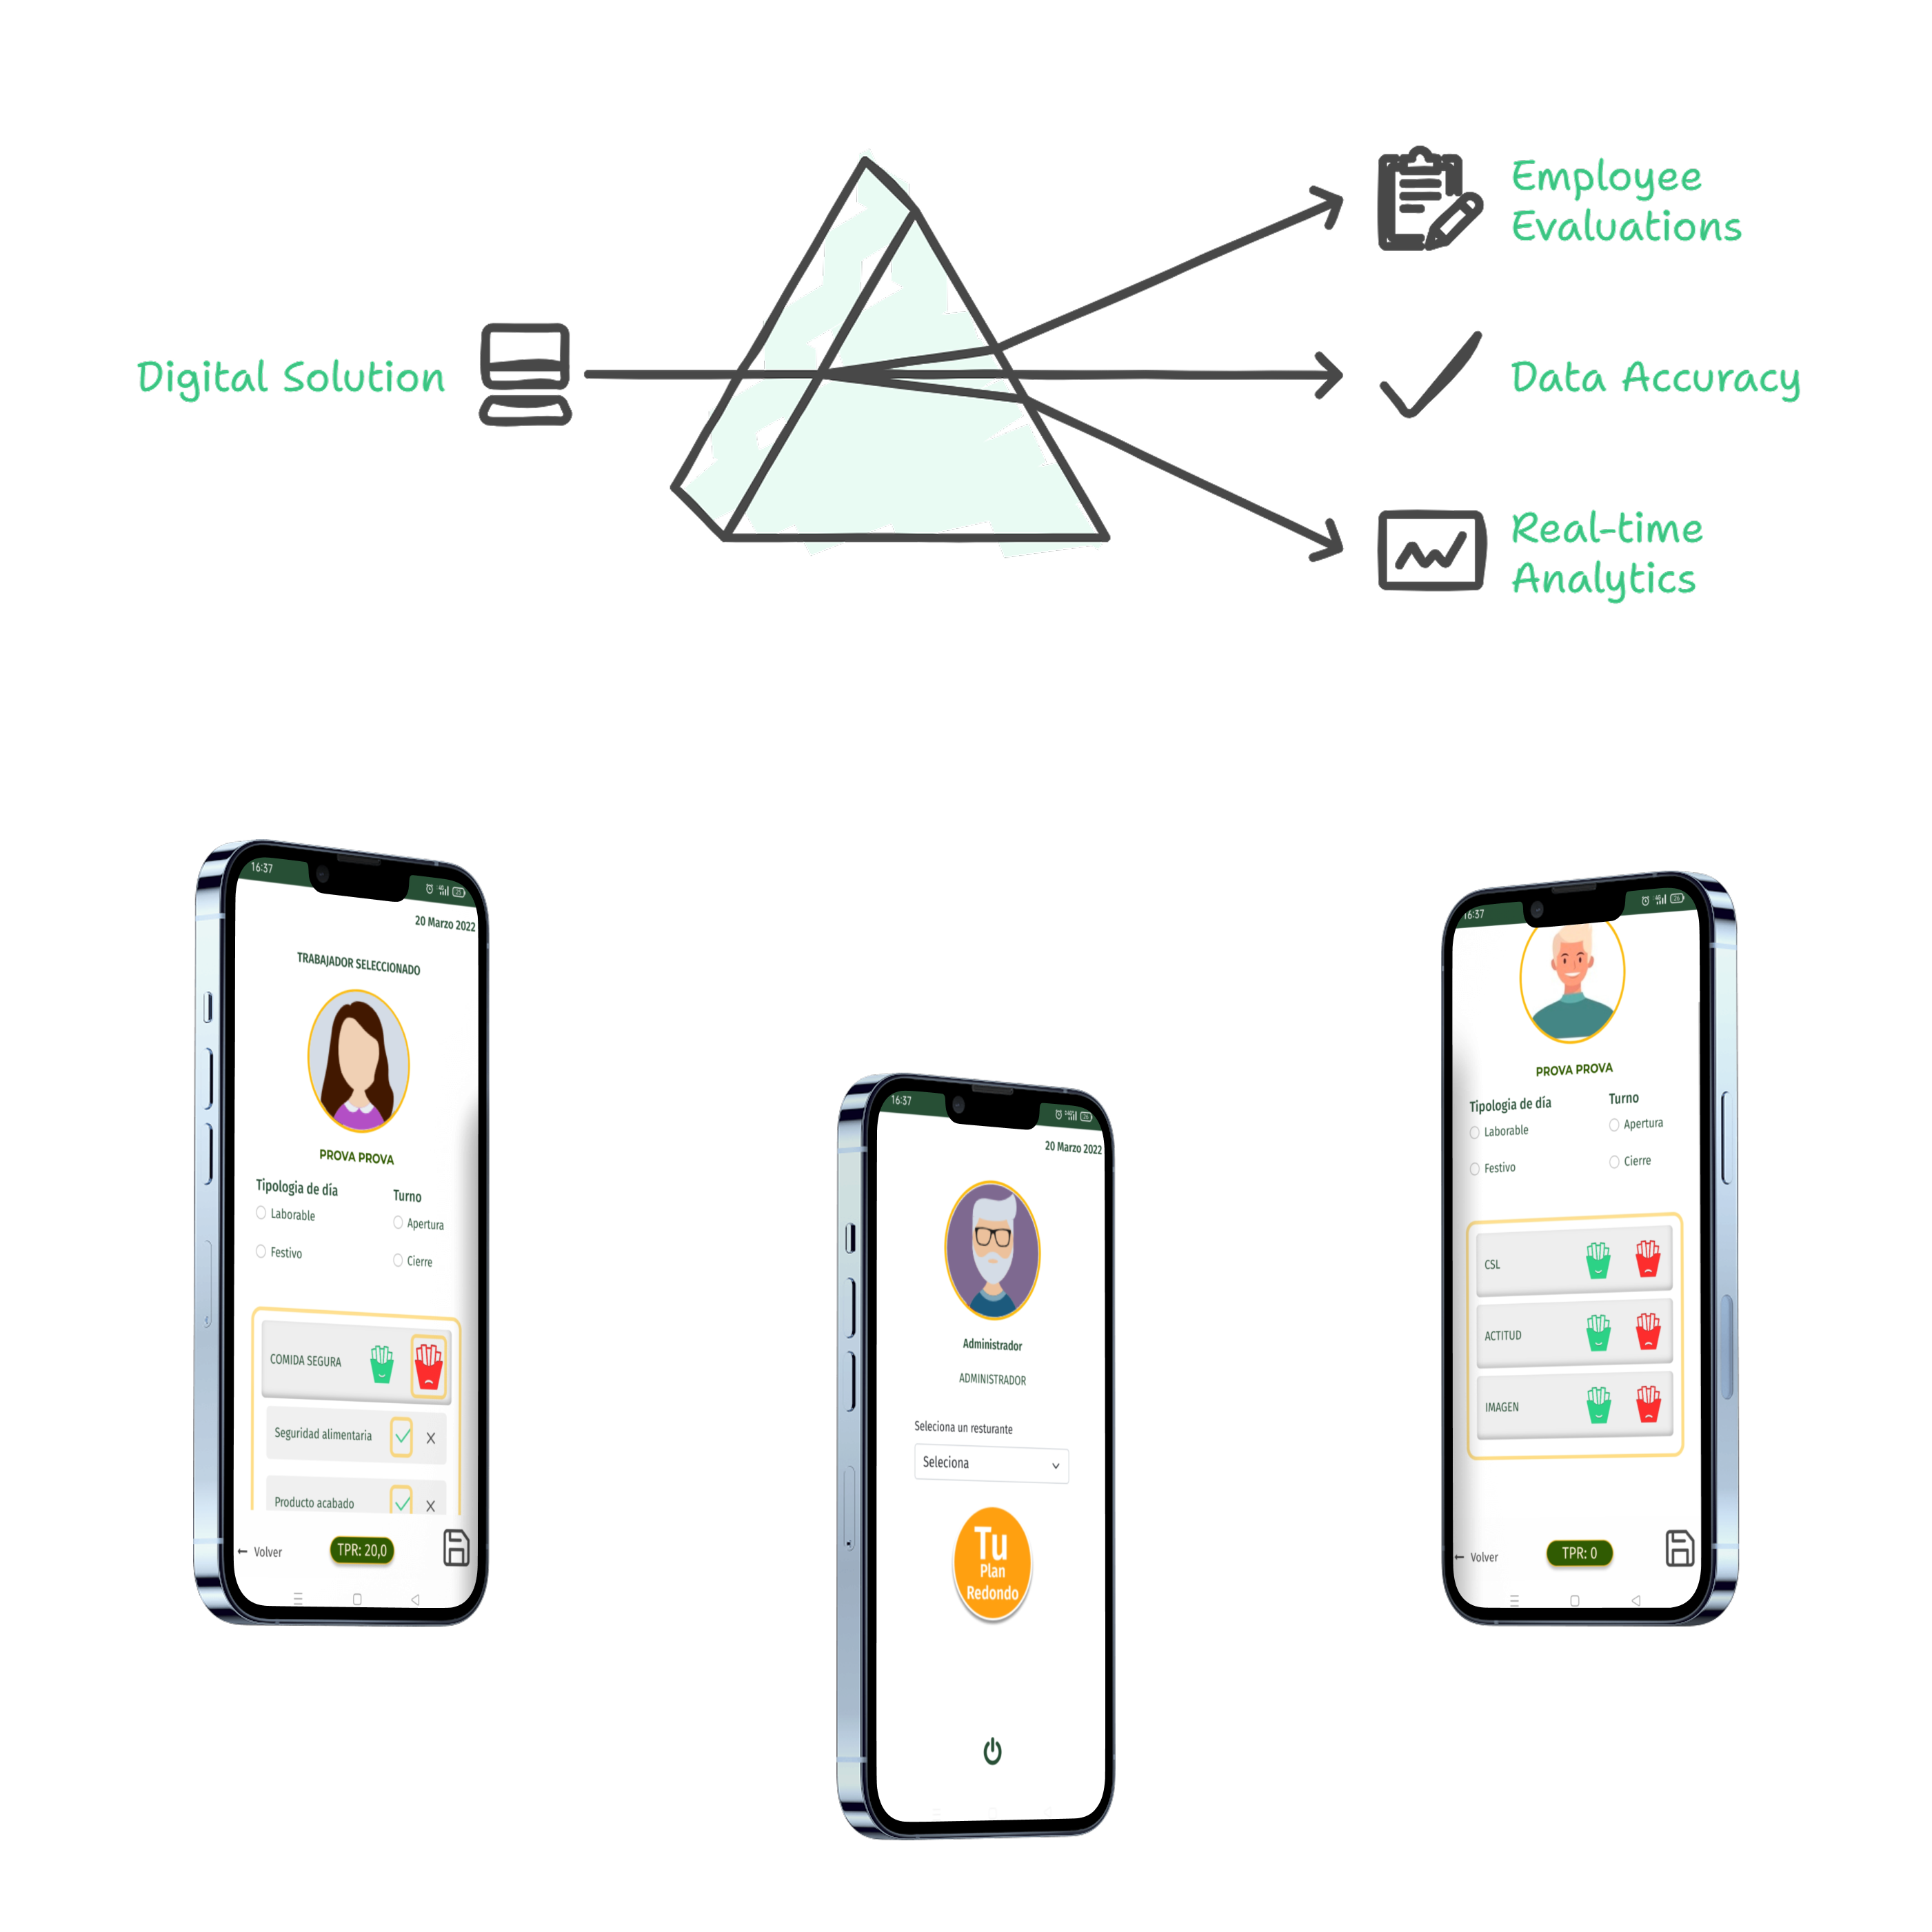 Employee
Evaluations
Digital Solution
Data Accuracy
Real-time
Analytics
16:37
20 Marzo 2022
TRABAJADOR SELECCIONADO
PROVA PROVA
Tipologia de día
Turno
Laborable
Apertura
Festivo
Cierre
COMIDA SEGURA
Seguridad alimentaria
Producto acabado
Volver
TPR: 20,0
16:37
20 Marzo 2022
Administrador
ADMINISTRADOR
Seleciona un resturante
Seleciona
Tu
Plan
Redondo
16:37
PROVA PROVA
Tipologia de día
Turno
Laborable
Apertura
Festivo
Cierre
CSL
ACTITUD
IMAGEN
Volver
TPR: 0